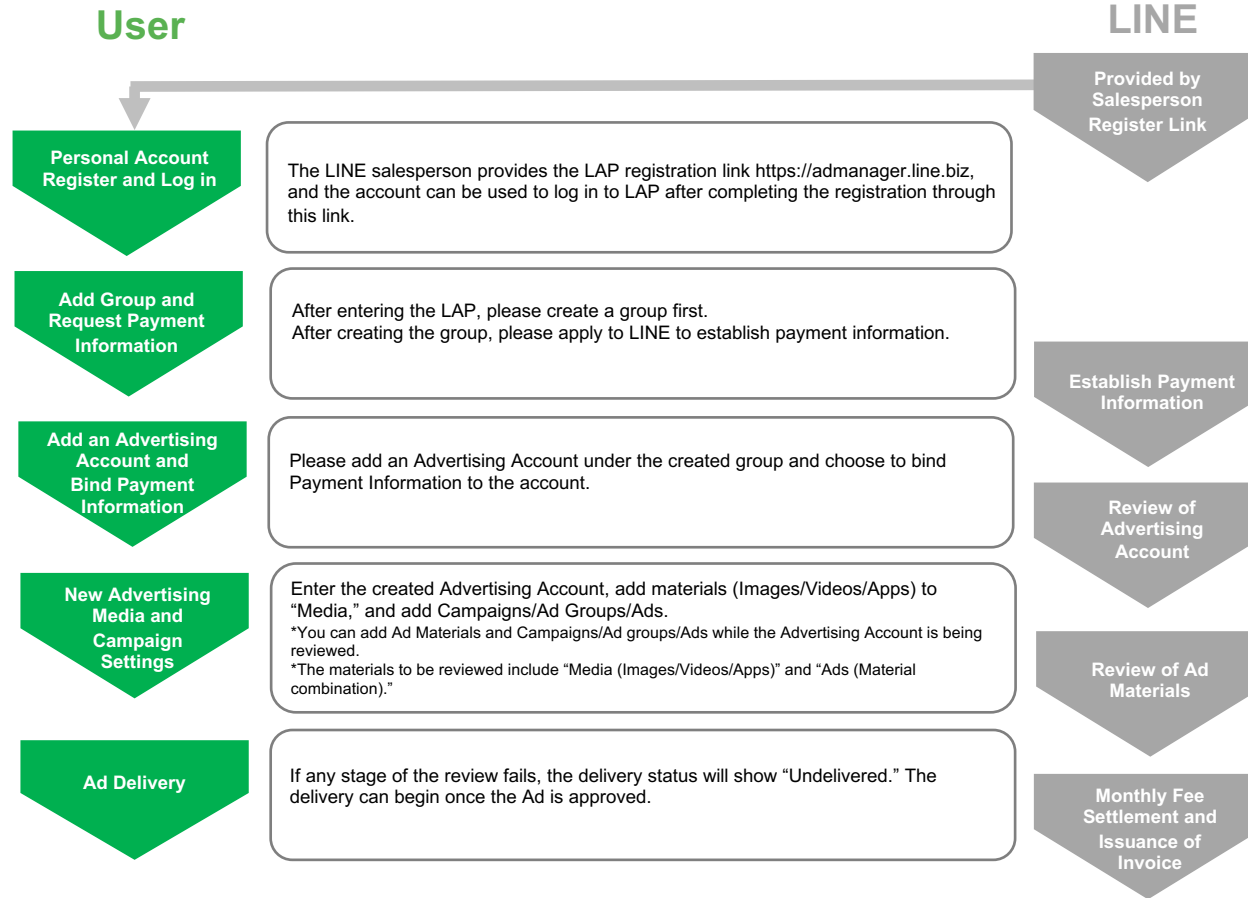 User
LINE
Provided by
Salesperson
Register Link
Personal Account
Register and Log in
The LINE salesperson provides the LAP registration link https://admanager.line.biz,
and the account can be used to log in to LAP after completing the registration through
this link.
Add Group and
Request Payment
Information
After entering the LAP, please create a group first.
After creating the group, please apply to LINE to establish payment information.
Establish Payment
Information
Add an Advertising
Account and
Bind Payment
Information
Please add an Advertising Account under the created group and choose to bind
Payment Information to the account.
Review of
Advertising
Account
New Advertising
Media and
Campaign
Settings
Enter the created Advertising Account, add materials (Images/Videos/Apps) to
“Media,” and add Campaigns/Ad Groups/Ads.
*You can add Ad Materials and Campaigns/Ad groups/Ads while the Advertising Account is being
reviewed.
*The materials to be reviewed include “Media (Images/Videos/Apps)” and “Ads (Material
combination).”
Review of Ad
Materials
Ad Delivery
If any stage of the review fails, the delivery status will show “Undelivered.” The
delivery can begin once the Ad is approved.
Monthly Fee
Settlement and
Issuance of
Invoice